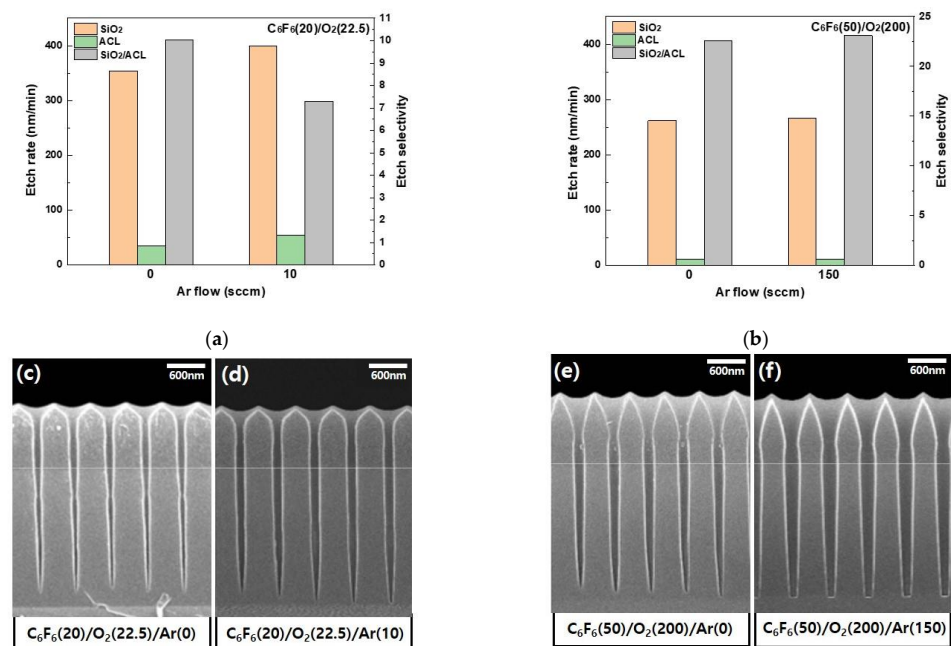 C₆F₆(20)/O₂(22.5)
SiO₂
ACL
SiO₂/ACL
Etch rate (nm/min)
400
300
200
100
0
11
10
9
8
7
6
5
4
3
2
1
0
Etch selectivity
0
10
Ar flow (sccm)
(a)
C₆F₆(50)/O₂(200)
SiO₂
ACL
SiO₂/ACL
Etch rate (nm/min)
400
300
200
100
0
25
20
15
10
5
0
Etch selectivity
0
150
Ar flow (sccm)
(b)
(c)
600nm
C₆F₆(20)/O₂(22.5)/Ar(0)
(d)
600nm
C₆F₆(20)/O₂(22.5)/Ar(10)
(e)
600nm
C₆F₆(50)/O₂(200)/Ar(0)
(f)
600nm
C₆F₆(50)/O₂(200)/Ar(150)